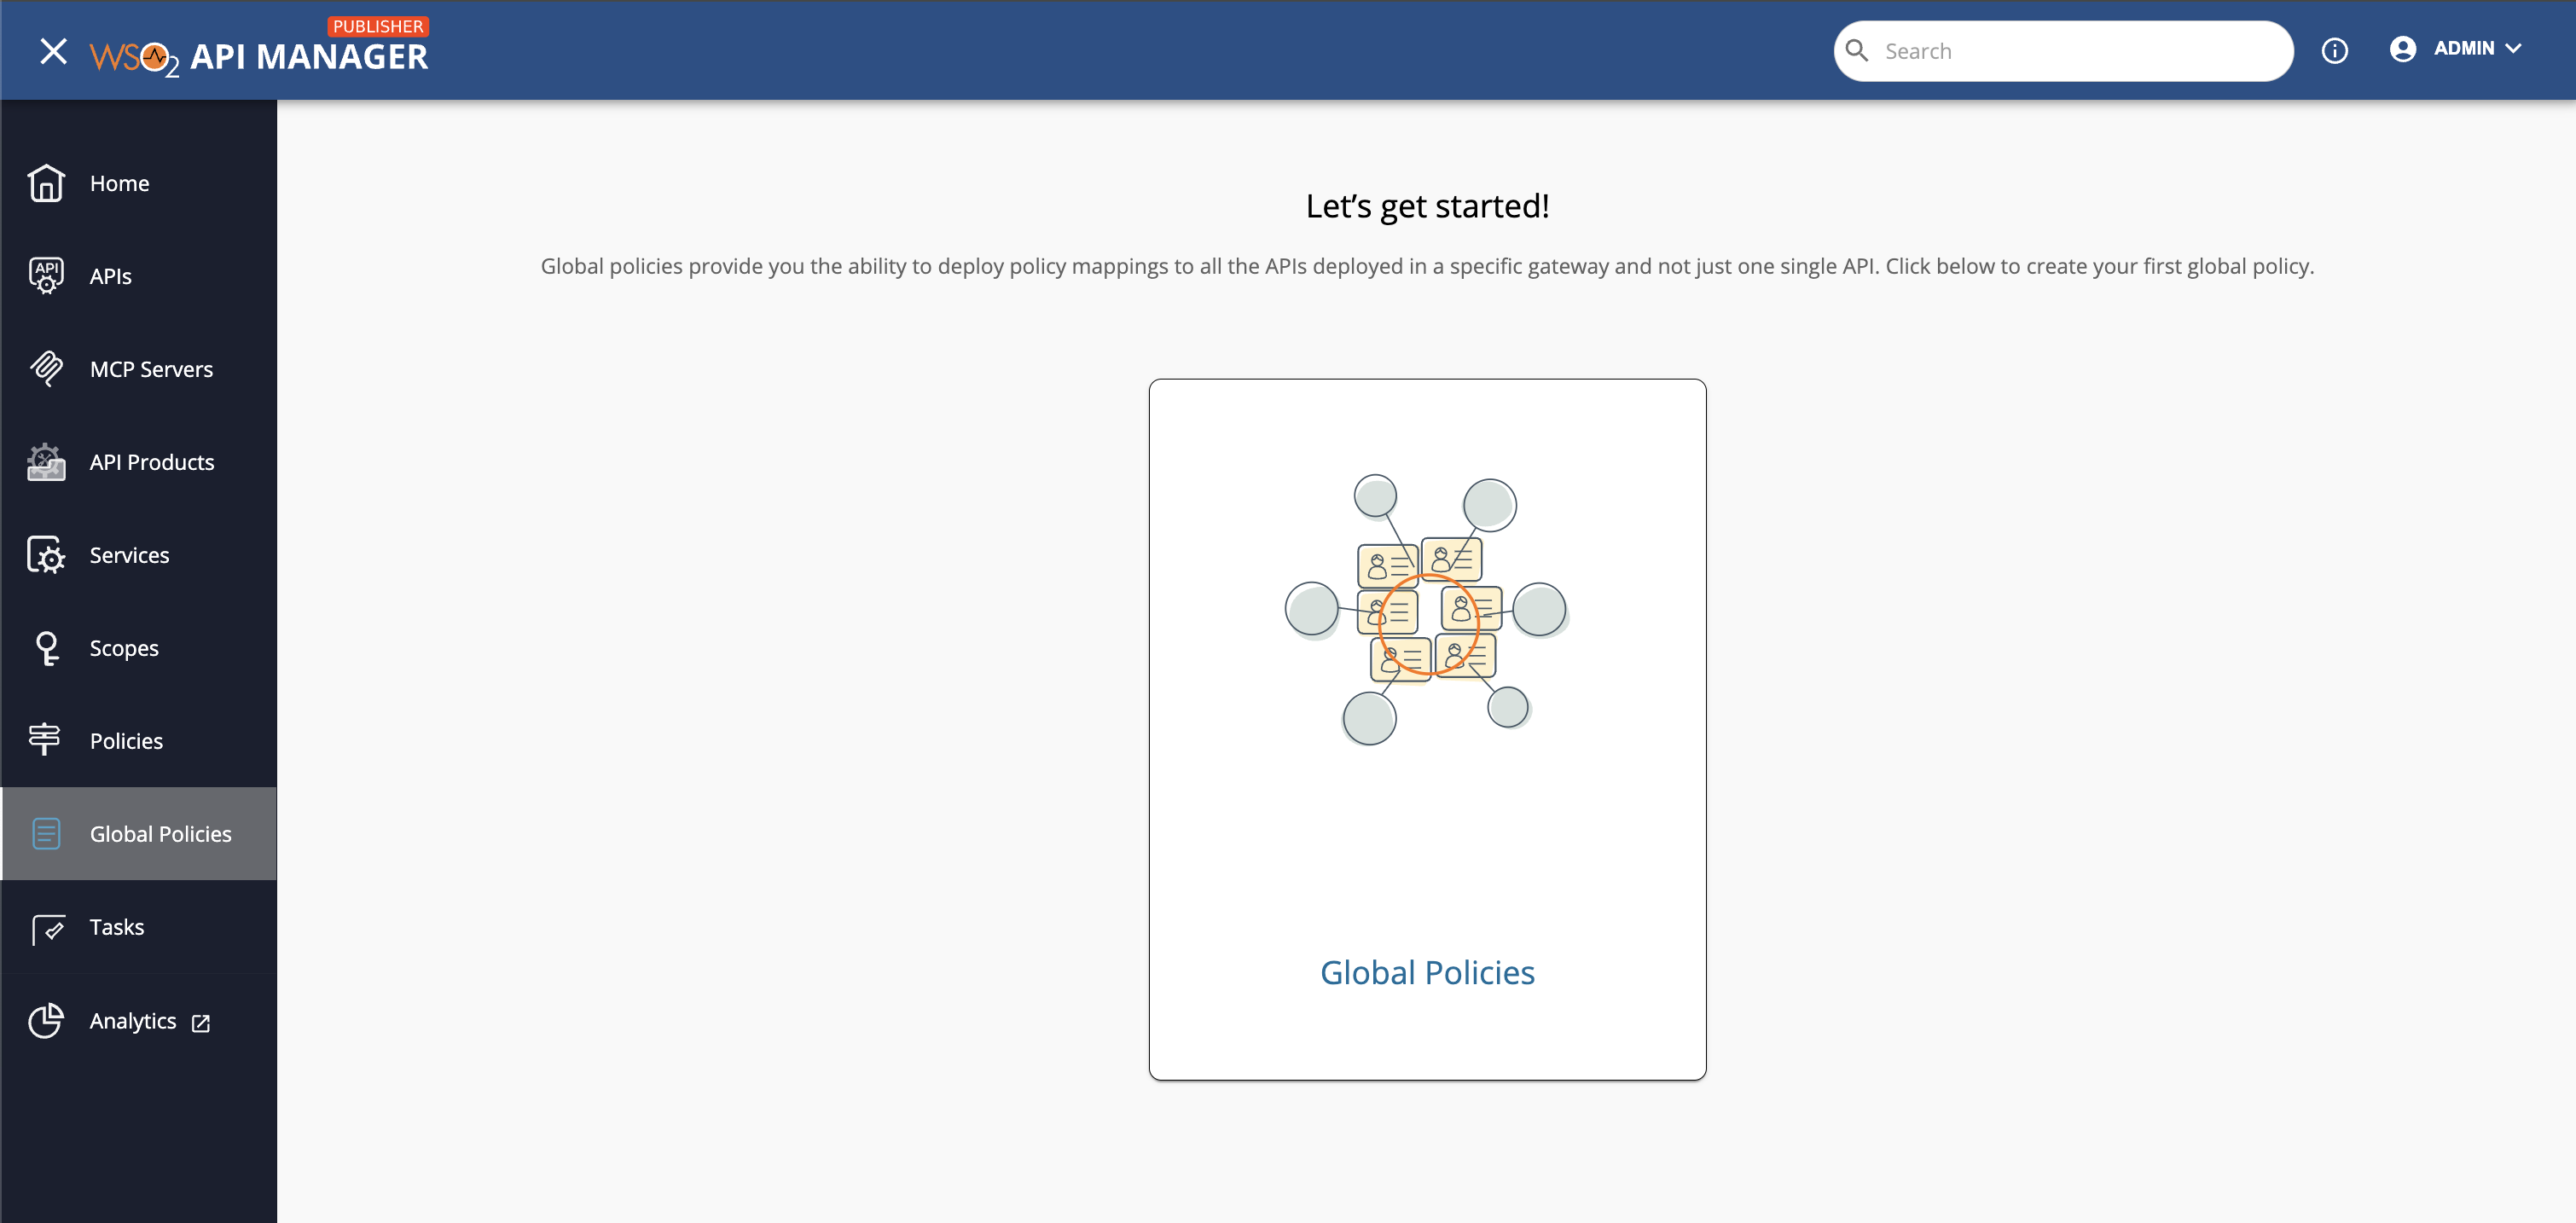 PUBLISHER
WSO2 API MANAGER
Search
ADMIN
Home
APIs
MCP Servers
API Products
Services
Scopes
Policies
Global Policies
Tasks
Analytics
Let’s get started!
Global policies provide you the ability to deploy policy mappings to all the APIs deployed in a specific gateway and not just one single API. Click below to create your first global policy.
Global Policies